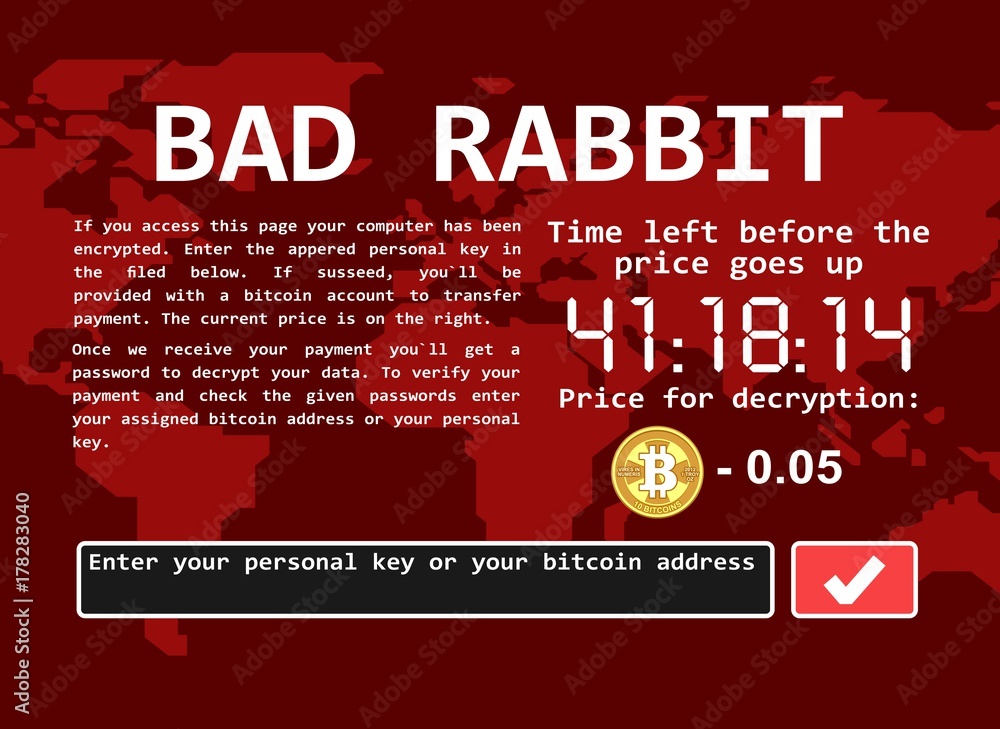 BAD RABBIT
If you access this page your computer has been
encrypted. Enter the appered personal key in
the filed below. If susseed, you`ll be
provided with a bitcoin account to transfer
payment. The current price is on the right.
Once we receive your payment you`ll get a
password to decrypt your data. To verify your
payment and check the given passwords enter
your assigned bitcoin address or your personal
key.
Time left before the
price goes up
41:18:14
Price for decryption:
VIRES IN
NUMERIS
B
2012
1 TROY
OZ
10 BITCOINS
- 0.05
Enter your personal key or your bitcoin address
Adobe Stock | #178283040
Adobe Stock